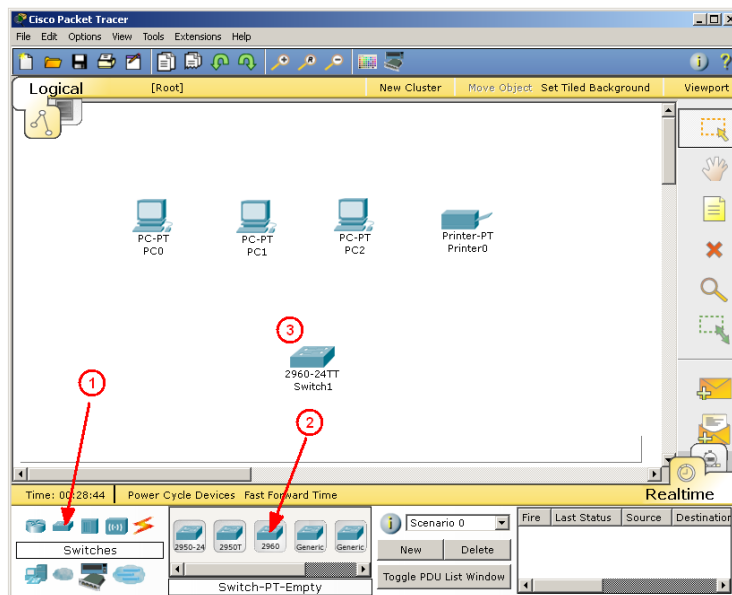 Cisco Packet Tracer
File Edit Options View Tools Extensions Help
Logical [Root] New Cluster Move Object Set Tiled Background Viewport
PC-PT
PC0
PC-PT
PC1
PC-PT
PC2
Printer-PT
Printer0
3
2960-24TT
Switch1
1
2
Time: 00:28:44 Power Cycle Devices Fast Forward Time Realtime
Switches
2950-24 2950T 2960 Generic Generic
Switch-PT-Empty
Scenario 0
New Delete
Toggle PDU List Window
Fire Last Status Source Destination